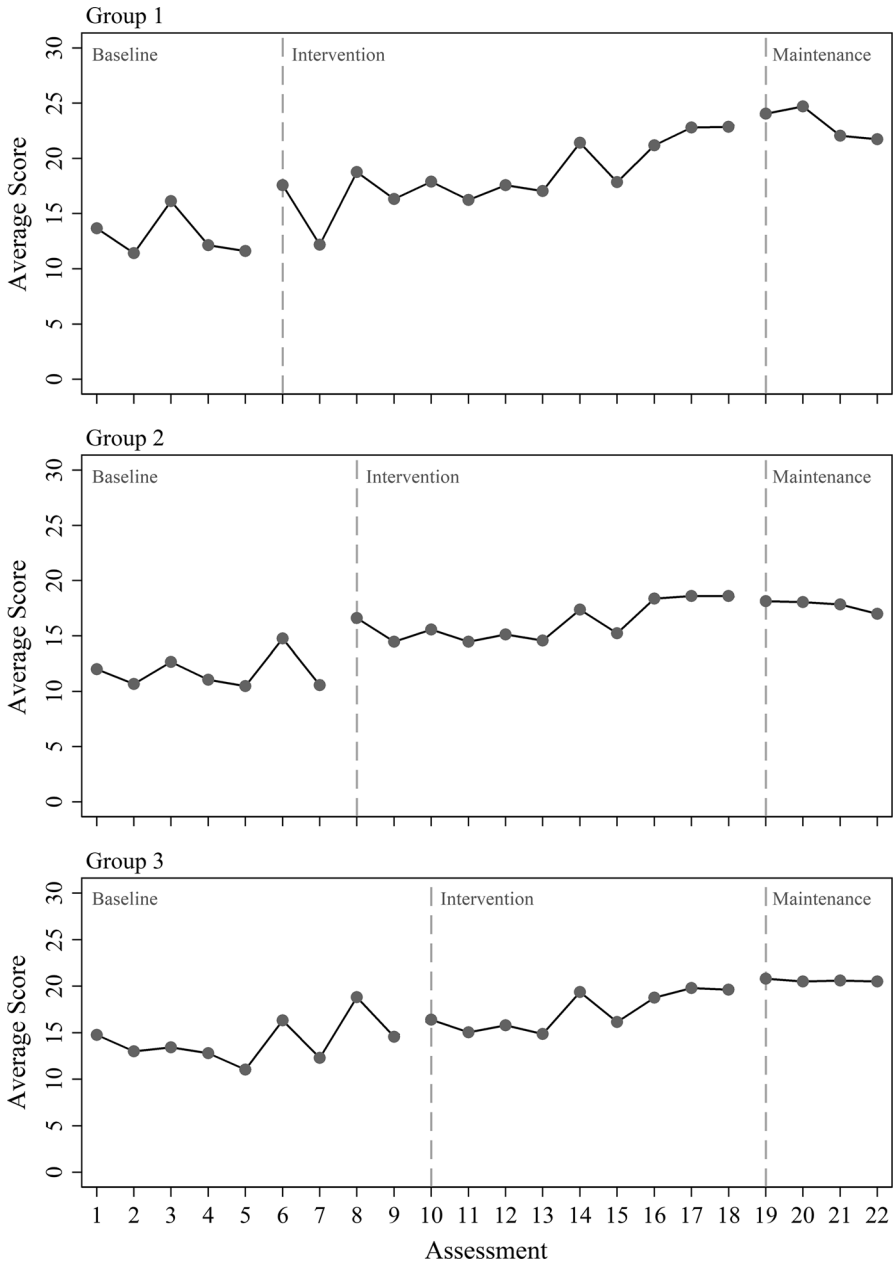 Group 1
Baseline Intervention Maintenance
30
25
20
15
10
5
0
Average Score
Group 2
Baseline Intervention Maintenance
30
25
20
15
10
5
0
Average Score
Group 3
Baseline Intervention Maintenance
30
25
20
15
10
5
0
Average Score
1 2 3 4 5 6 7 8 9 10 11 12 13 14 15 16 17 18 19 20 21 22
Assessment